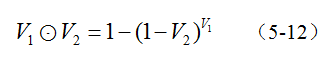 V₁ ⊙ V₂ = 1 − (1 − V₂)^{V₁} （5-12）